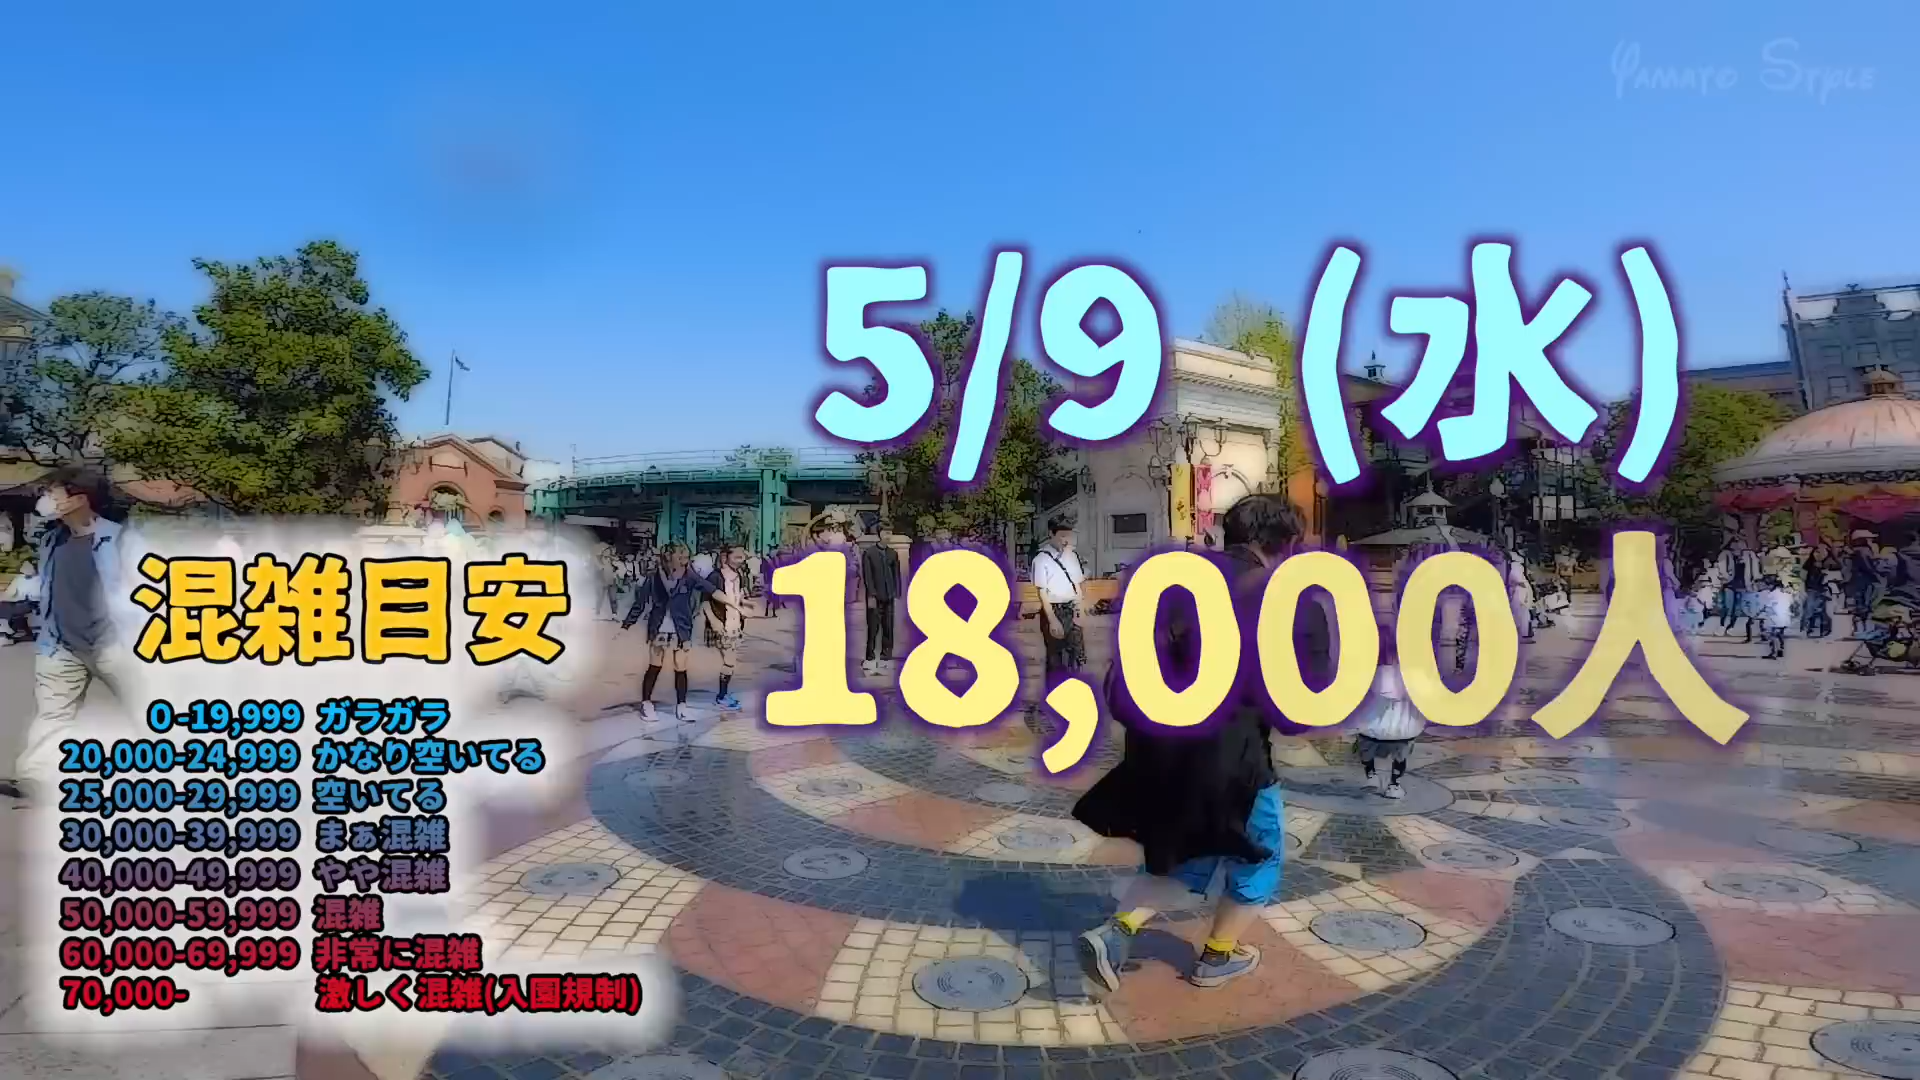 Yamato Style
5/9 (水)
18,000人
混雑目安
0-19,999 ガラガラ
20,000-24,999 かなり空いてる
25,000-29,999 空いてる
30,000-39,999 まぁ混雑
40,000-49,999 やや混雑
50,000-59,999 混雑
60,000-69,999 非常に混雑
70,000- 激しく混雑(入園規制)